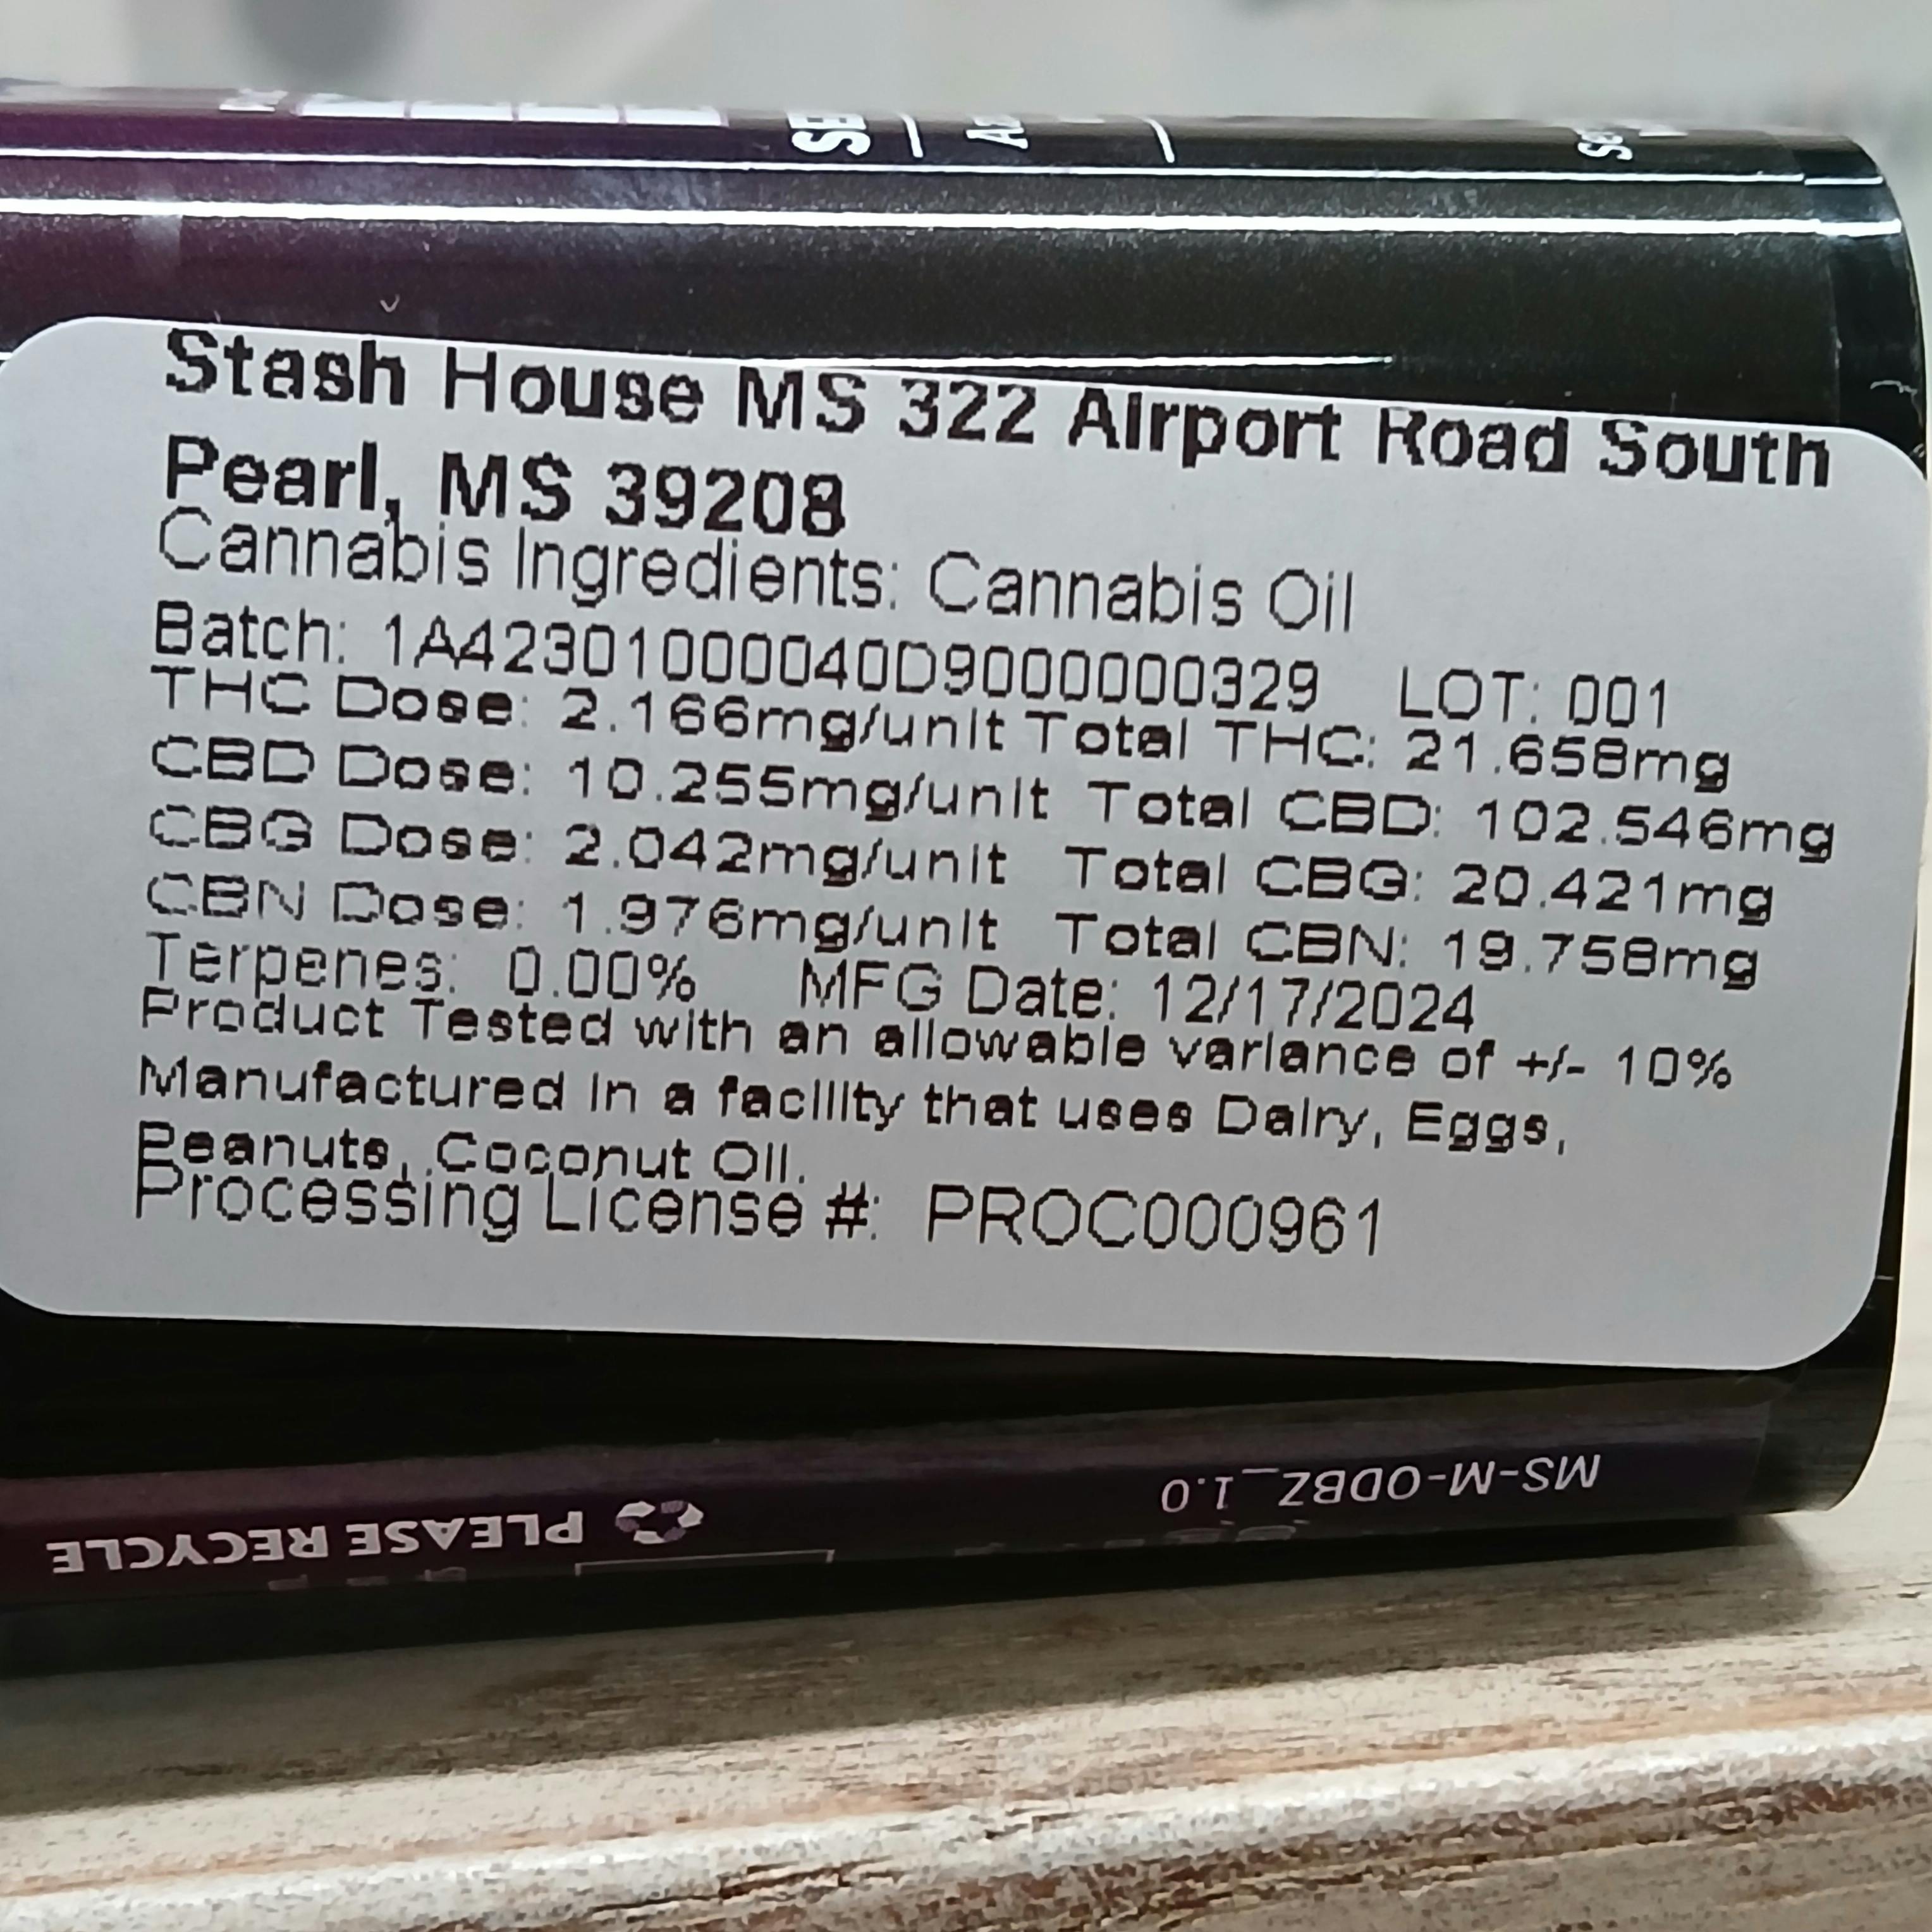 Stash House MS 322 Airport Road South
Pearl, MS 39208
Cannabis Ingredients: Cannabis Oil
Batch: 1A42301000040D9000000329 LOT: 001
THC Dose: 2.166mg/unit Total THC: 21.658mg
CBD Dose: 10.255mg/unit Total CBD: 102.546mg
CBG Dose: 2.042mg/unit Total CBG: 20.421mg
CBN Dose: 1.976mg/unit Total CBN: 19.758mg
Terpenes: 0.00% MFG Date: 12/17/2024
Product Tested with an allowable variance of +/- 10%
Manufactured in a facility that uses Dairy, Eggs,
Peanuts, Coconut Oil.
Processing License #: PROC000961
MS-M-ODBZ_1.0
PLEASE RECYCLE